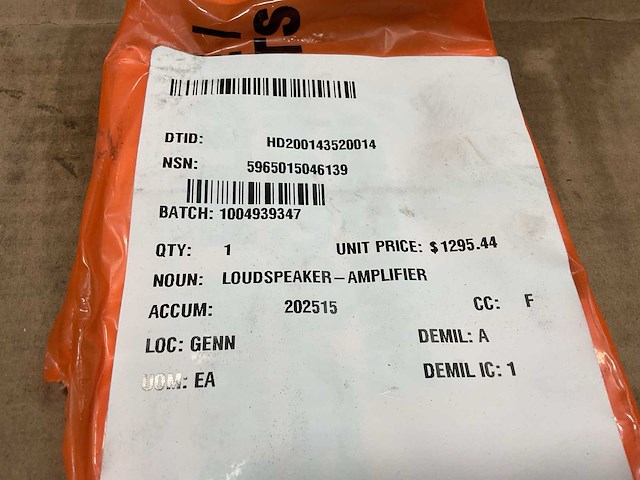 DTID: HD200143520014
NSN: 5965015046139
BATCH: 1004939347
QTY: 1 UNIT PRICE: $1295.44
NOUN: LOUDSPEAKER-AMPLIFIER
ACCUM: 202515 CC: F
LOC: GENN DEMIL: A
UOM: EA DEMIL IC: 1